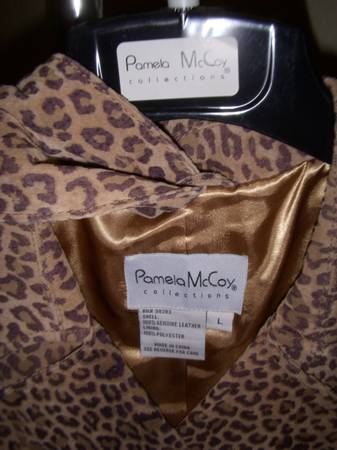 Pamela McCoy®
collections
Pamela McCoy®
collections
SHELL:
100% GENUINE LEATHER
LINING:
100% POLYESTER
MADE IN CHINA
SEE REVERSE FOR CARE
L